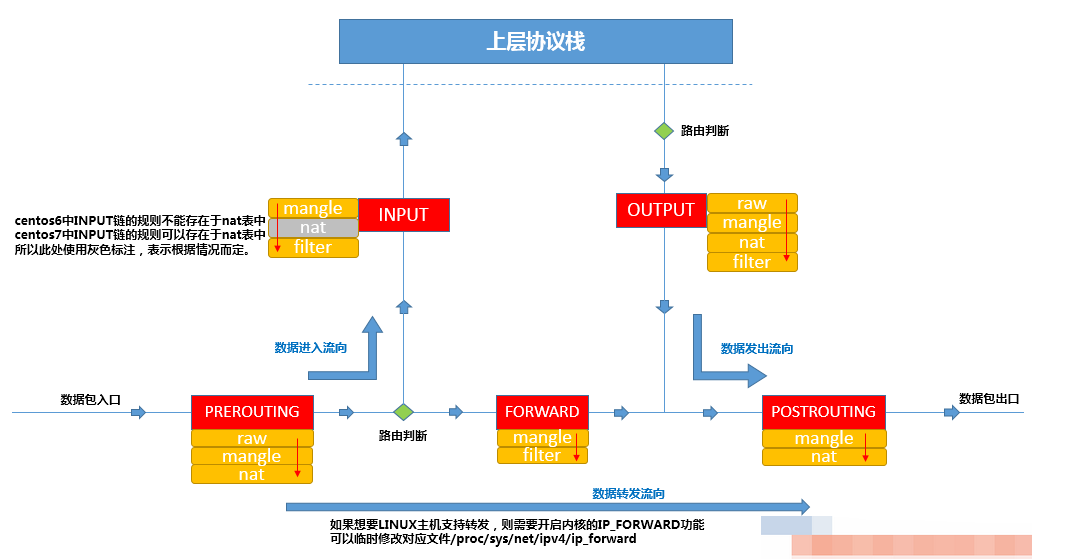 上层协议栈
路由判断
mangle
nat
filter
INPUT
OUTPUT
raw
mangle
nat
filter
centos6中INPUT链的规则不能存在于nat表中
centos7中INPUT链的规则可以存在于nat表中
所以此处使用灰色标注，表示根据情况而定。
数据进入流向
数据发出流向
数据包入口
数据包出口
PREROUTING
raw
mangle
nat
路由判断
FORWARD
mangle
filter
POSTROUTING
mangle
nat
数据转发流向
如果想要LINUX主机支持转发，则需要开启内核的IP_FORWARD功能
可以临时修改对应文件/proc/sys/net/ipv4/ip_forward